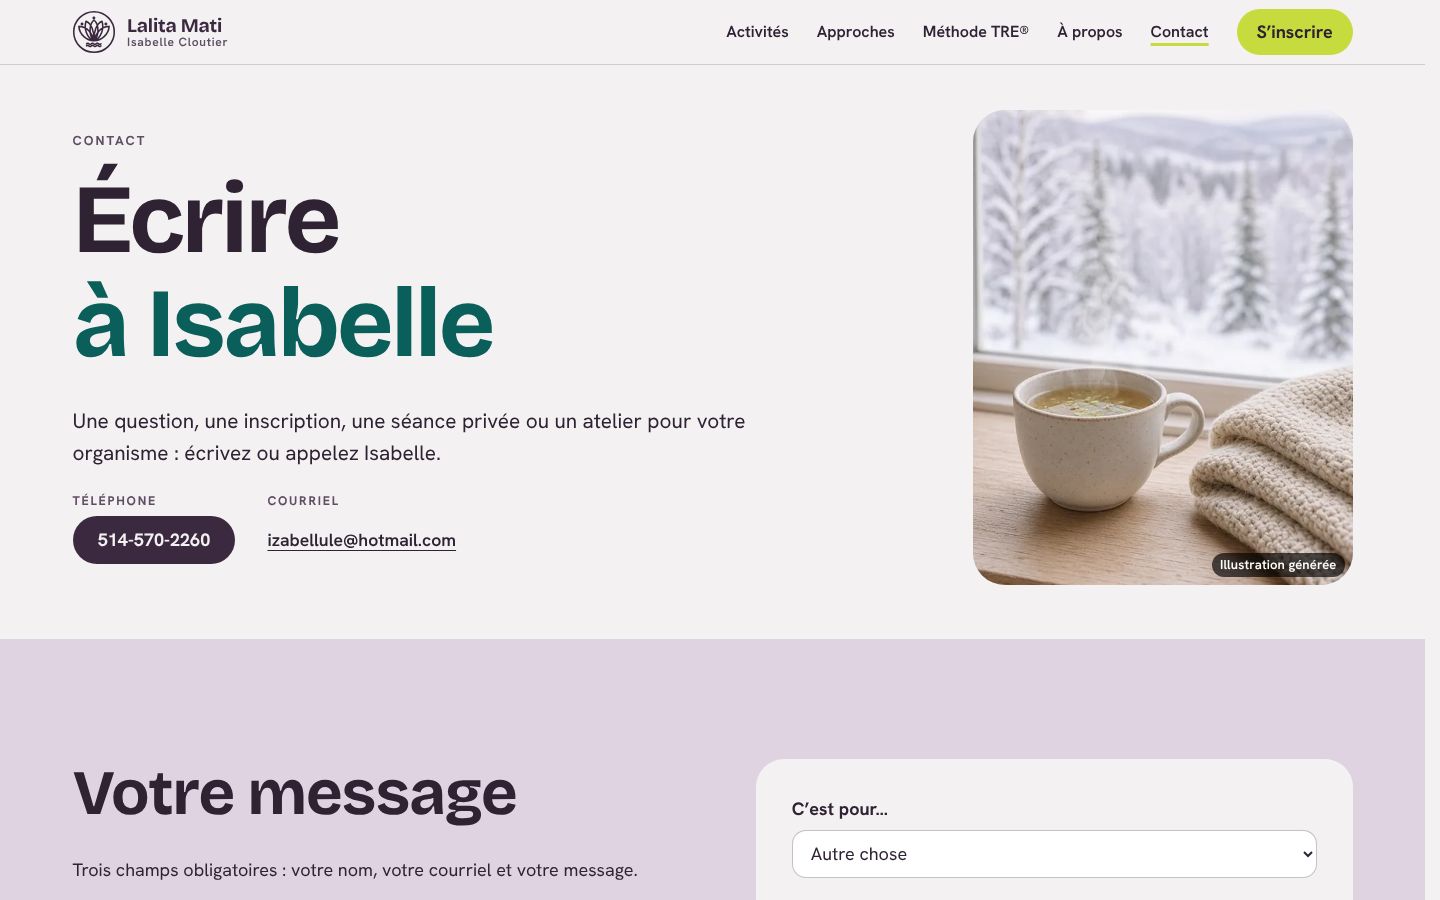 Lalita Mati
Isabelle Cloutier
Activités
Approches
Méthode TRE®
À propos
Contact
S’inscrire
CONTACT
Écrire
à Isabelle
Une question, une inscription, une séance privée ou un atelier pour votre
organisme : écrivez ou appelez Isabelle.
TÉLÉPHONE
COURRIEL
514-570-2260
izabellule@hotmail.com
Illustration générée
Votre message
Trois champs obligatoires : votre nom, votre courriel et votre message.
C’est pour…
Autre chose